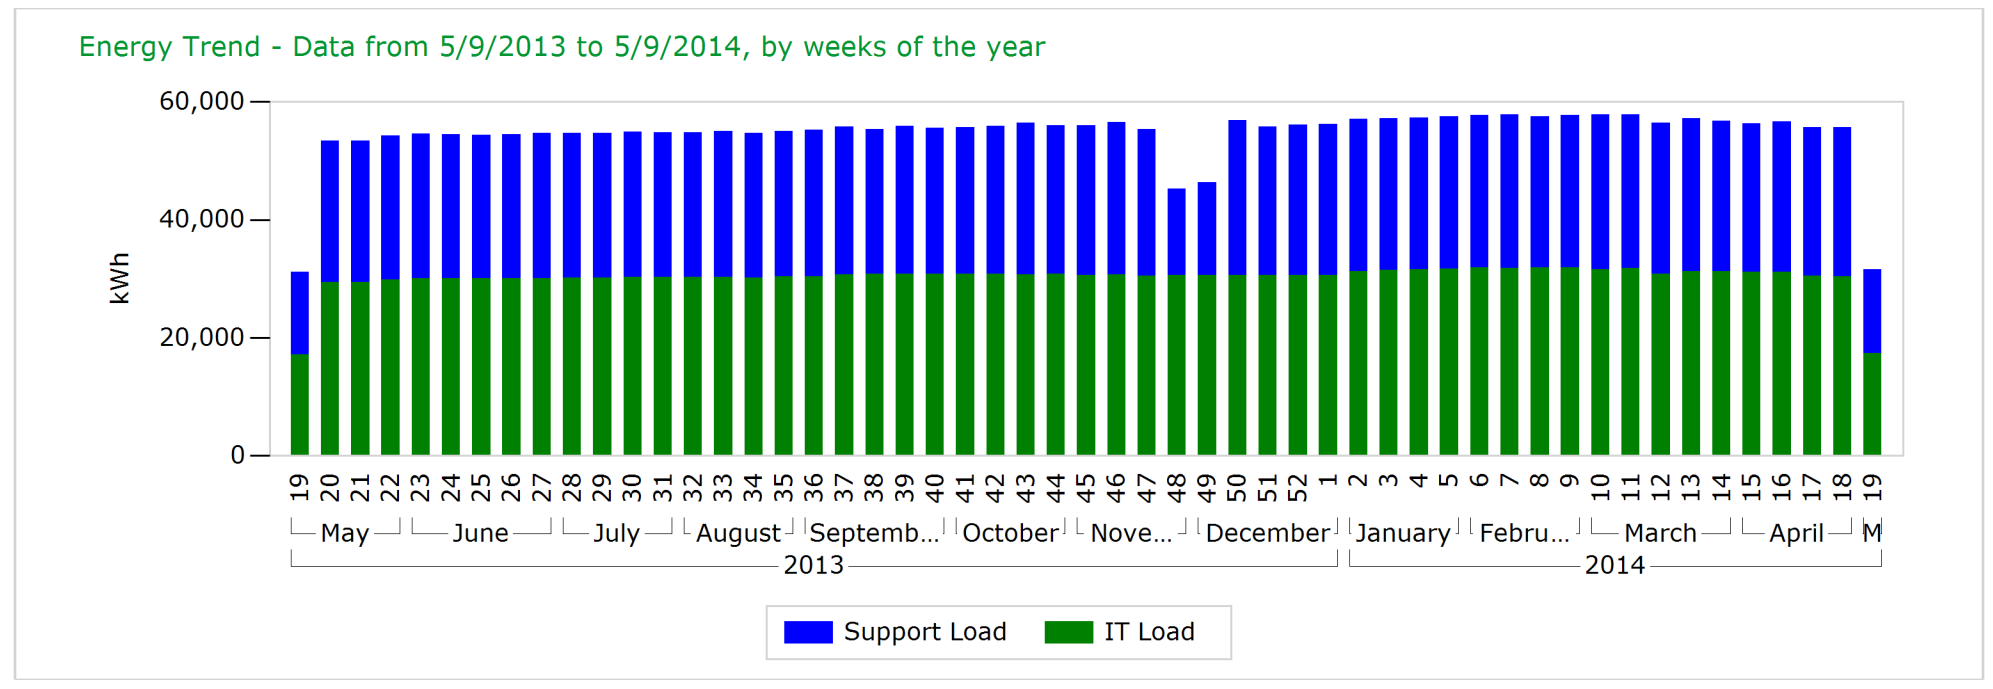 Energy Trend - Data from 5/9/2013 to 5/9/2014, by weeks of the year
60,000
40,000
20,000
0
kWh
19 20 21 22 23 24 25 26 27 28 29 30 31 32 33 34 35 36 37 38 39 40 41 42 43 44 45 46 47 48 49 50 51 52 1 2 3 4 5 6 7 8 9 10 11 12 13 14 15 16 17 18 19
May June July August Septemb... October Nove... December January Febru... March April M
2013 2014
Support Load IT Load